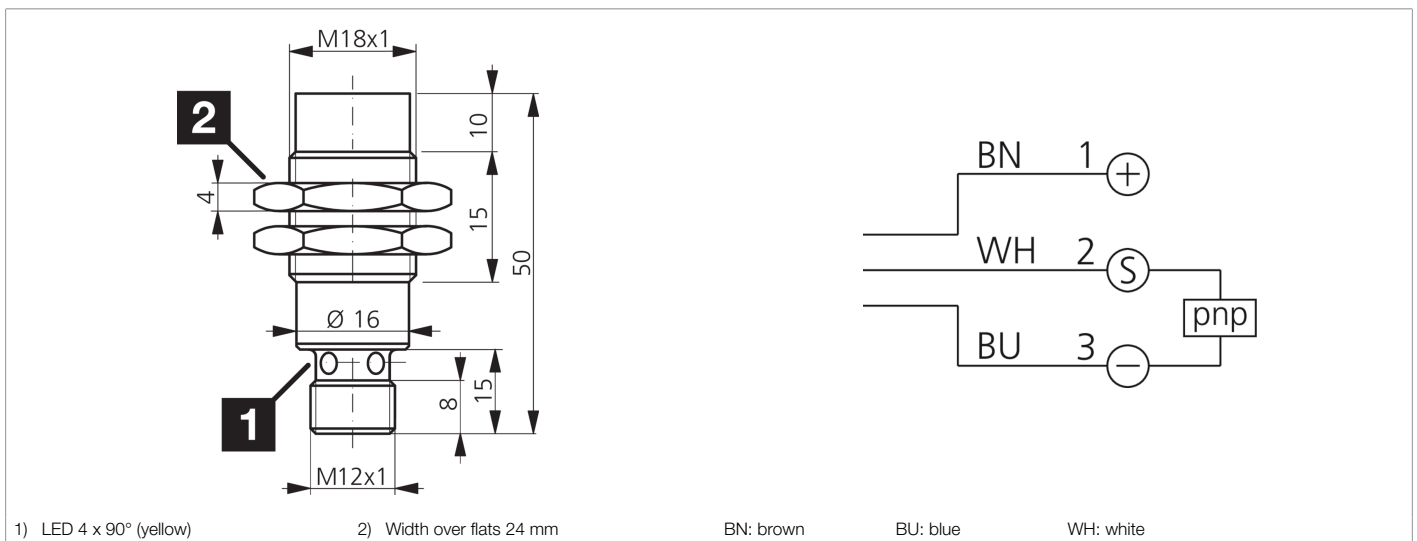 M18x1
2
10
4
15
50
Ø 16
1
8
15
M12x1
BN 1
+
WH 2
S
pnp
BU 3
−
1) LED 4 x 90° (yellow) 2) Width over flats 24 mm BN: brown BU: blue WH: white